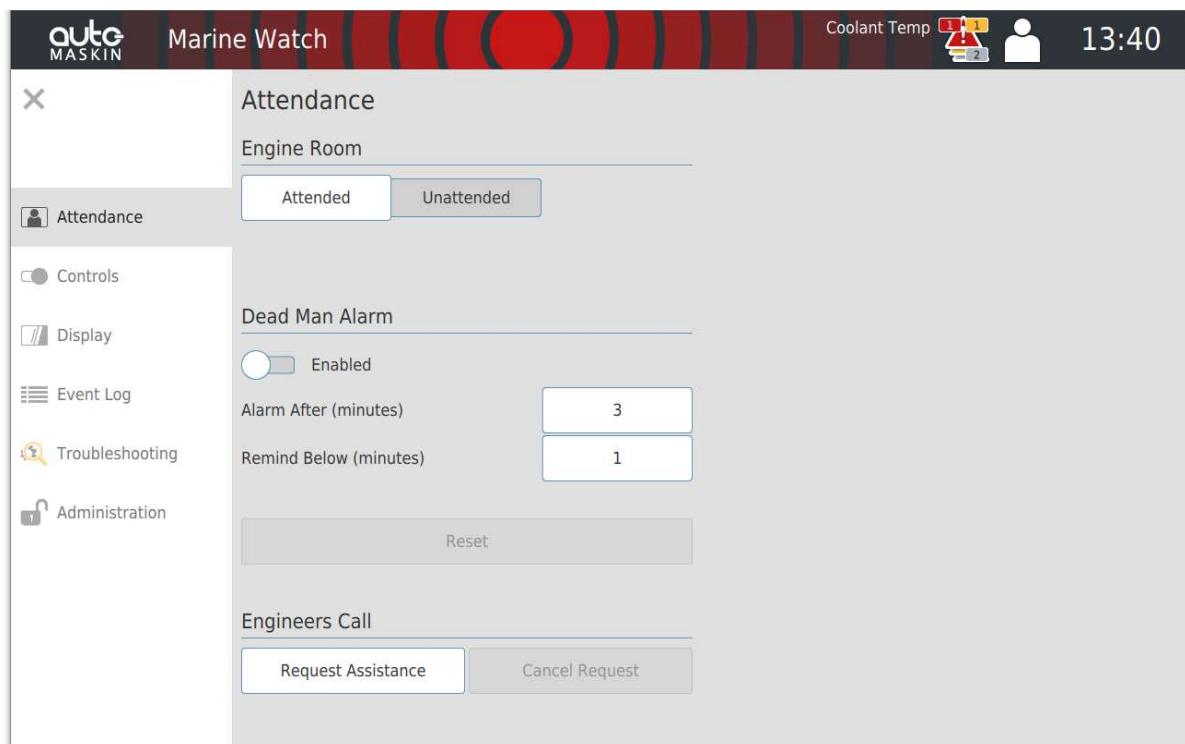 auto
MASKIN
Marine Watch
Coolant Temp
1 1
2
13:40
Attendance
Controls
Display
Event Log
Troubleshooting
1
Administration
Attendance
Engine Room
Attended Unattended
Dead Man Alarm
Enabled
Alarm After (minutes) 3
Remind Below (minutes) 1
Reset
Engineers Call
Request Assistance Cancel Request